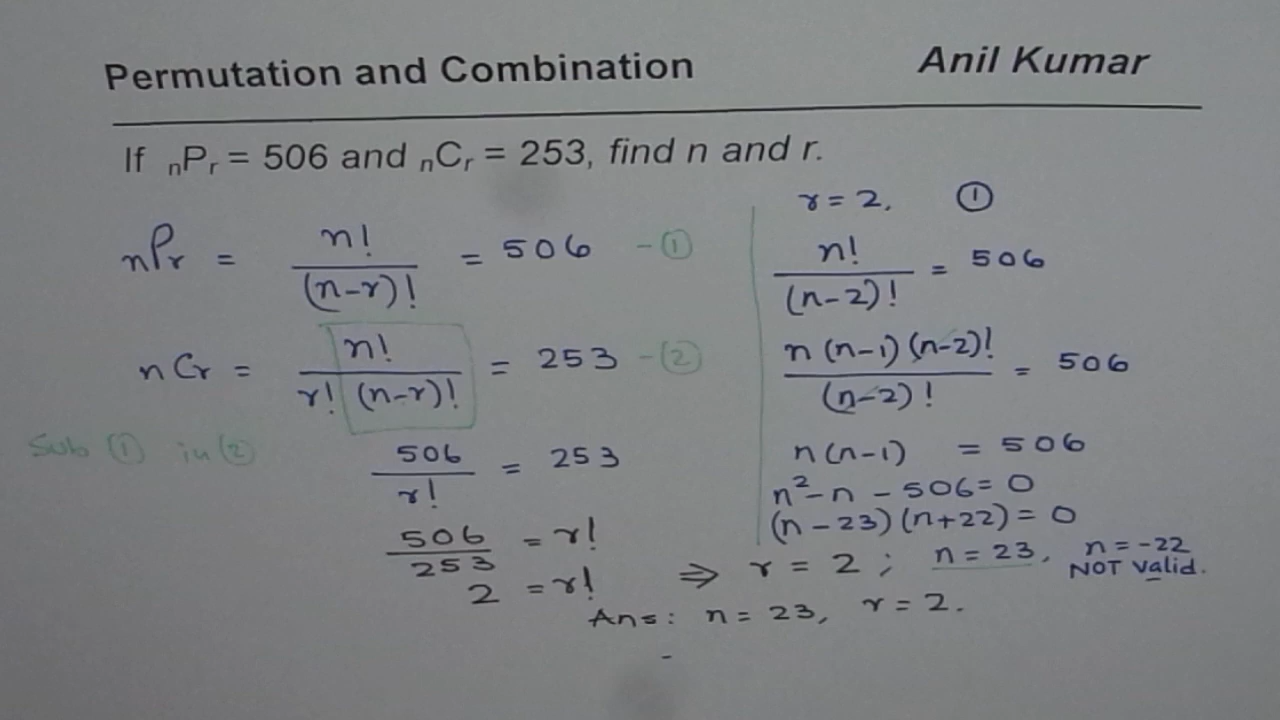 Permutation and Combination Anil Kumar
If nPr = 506 and nCr = 253, find n and r.
nPr = n! / (n-r)! = 506 - ①
nCr = n! / r! (n-r)! = 253 - ②
Sub ① in ②
506 / r! = 253
506 / 253 = r!
2 = r! ⇒ r = 2 ; n = 23, n = -22
NOT valid.
r = 2, ①
n! / (n-2)! = 506
n (n-1) (n-2)! / (n-2)! = 506
n(n-1) = 506
n² - n - 506 = 0
(n - 23) (n + 22) = 0
Ans: n = 23, r = 2.